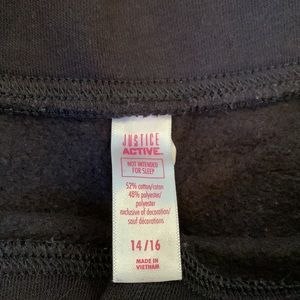 JUSTICE
ACTIVE
NOT INTENDED
FOR SLEEP
52% cotton/coton
48% polyester/
polyester
exclusive of decoration/
sauf décorations
14/16
MADE IN
VIETNAM